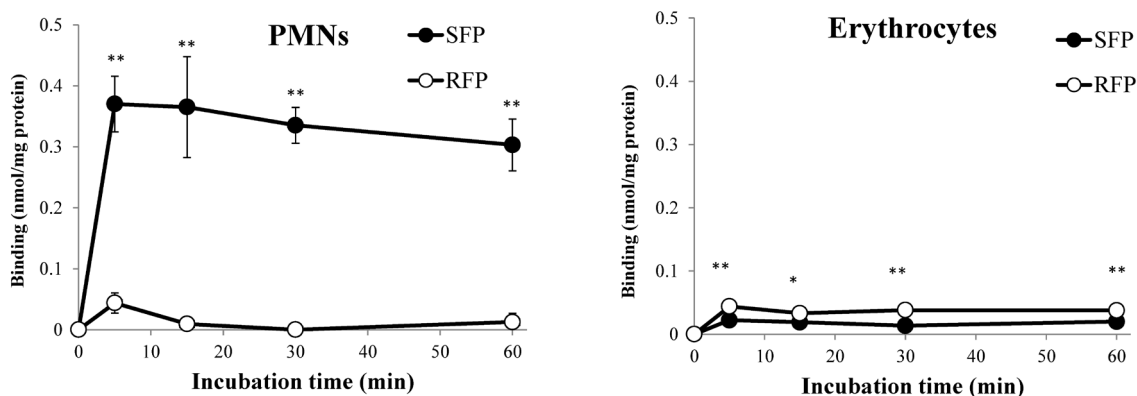 PMNs
SFP
RFP
**
**
**
**
0.5
0.4
0.3
0.2
0.1
0
Binding (nmol/mg protein)
0 10 20 30 40 50 60
Incubation time (min)
Erythrocytes
SFP
RFP
**
*
**
**
0.5
0.4
0.3
0.2
0.1
0
Binding (nmol/mg protein)
0 10 20 30 40 50 60
Incubation time (min)